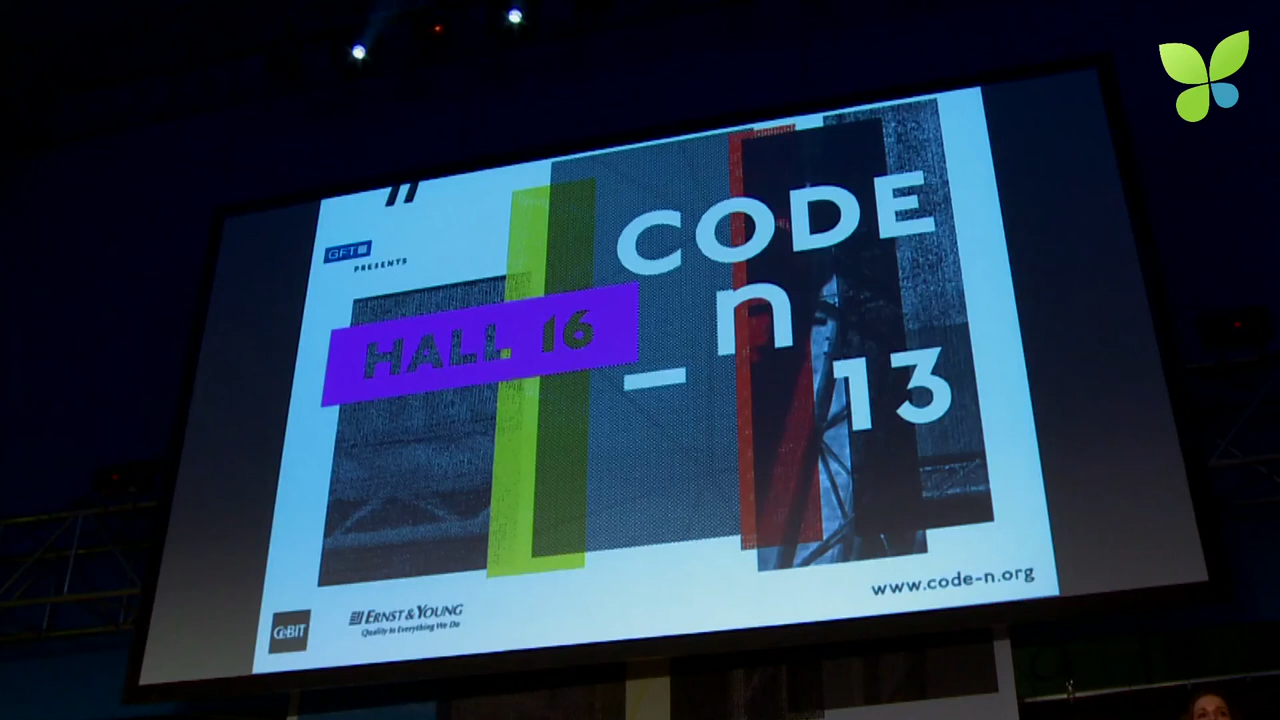 GFT
PRESENTS
CODE
n
HALL 16
_ 13
www.code-n.org
CeBIT
ERNST & YOUNG
Quality In Everything We Do